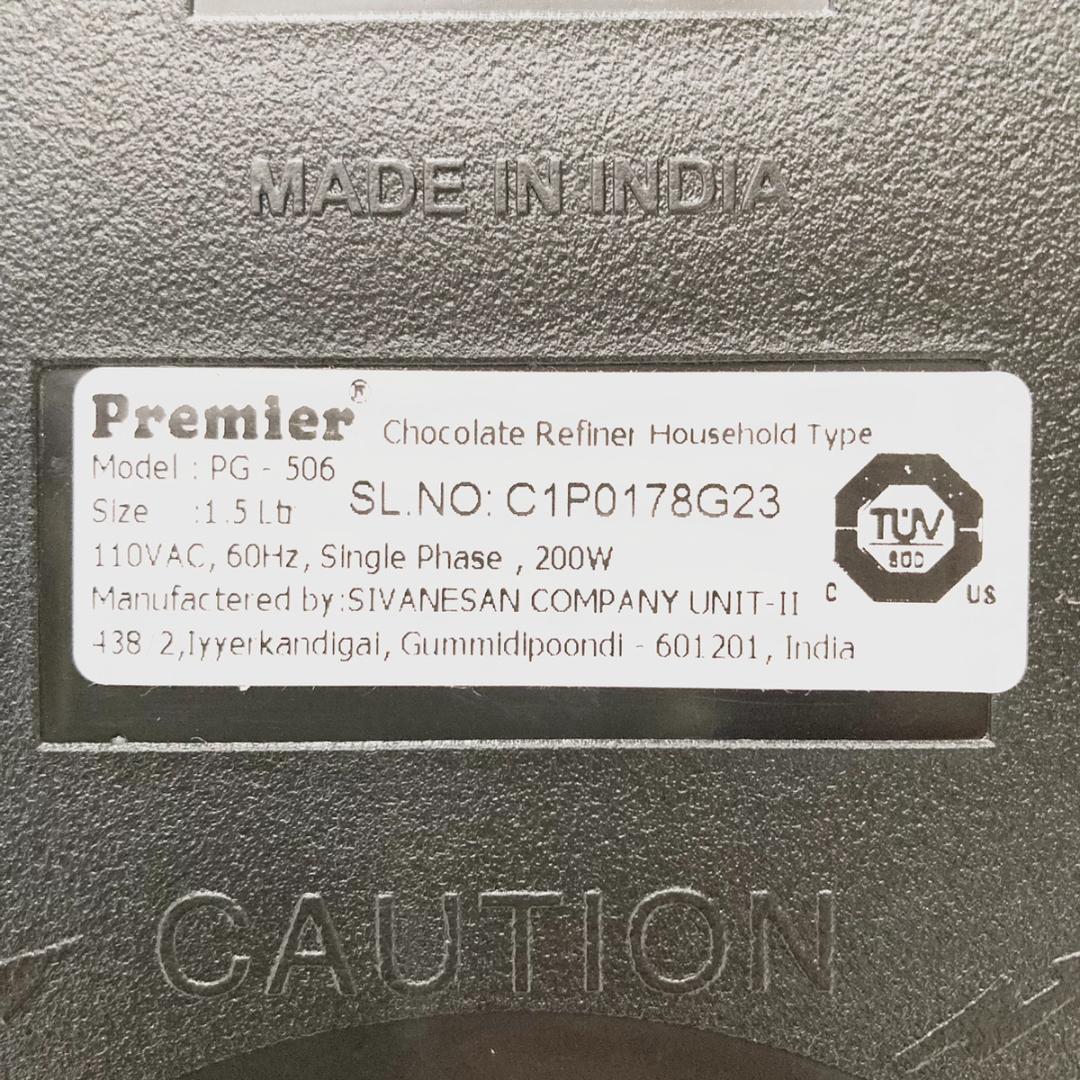 MADE IN INDIA
Premier® Chocolate Refiner Household Type
Model : PG - 506
Size :1.5 Lb
SL.NO: C1P0178G23
110VAC, 60Hz, Single Phase , 200W
Manufactered by:SIVANESAN COMPANY UNIT-II
438/2,Iyyerkandigai, Gummidipoondi - 601 201, India
TÜV
SÜD
C US
CAUTION